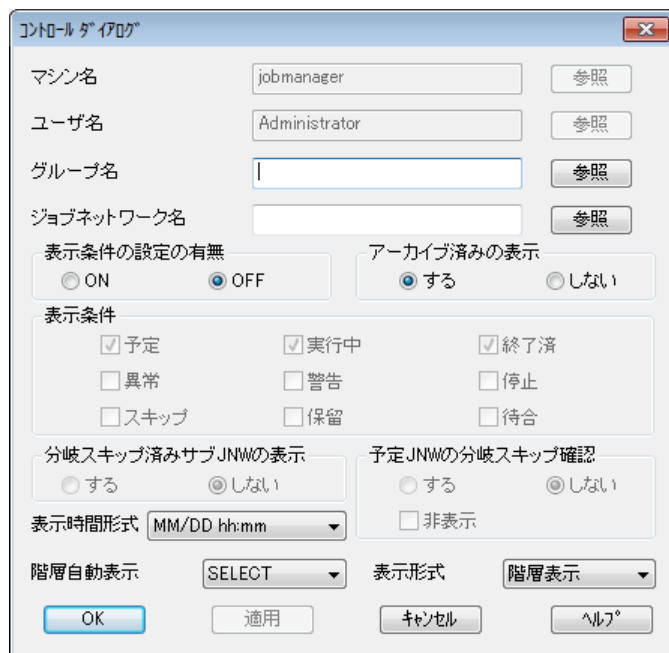 コントロール ダイアログ
マシン名 jobmanager 参照
ユーザ名 Administrator 参照
グループ名 参照
ジョブネットワーク名 参照
表示条件の設定の有無 アーカイブ済みの表示
ON OFF する しない
表示条件
予定 実行中 終了済
異常 警告 停止
スキップ 保留 待合
分岐スキップ済みサブJNWの表示 予定JNWの分岐スキップ確認
する しない する しない
表示時間形式 MM/DD hh:mm 非表示
階層自動表示 SELECT 表示形式 階層表示
OK 適用 キャンセル ヘルプ